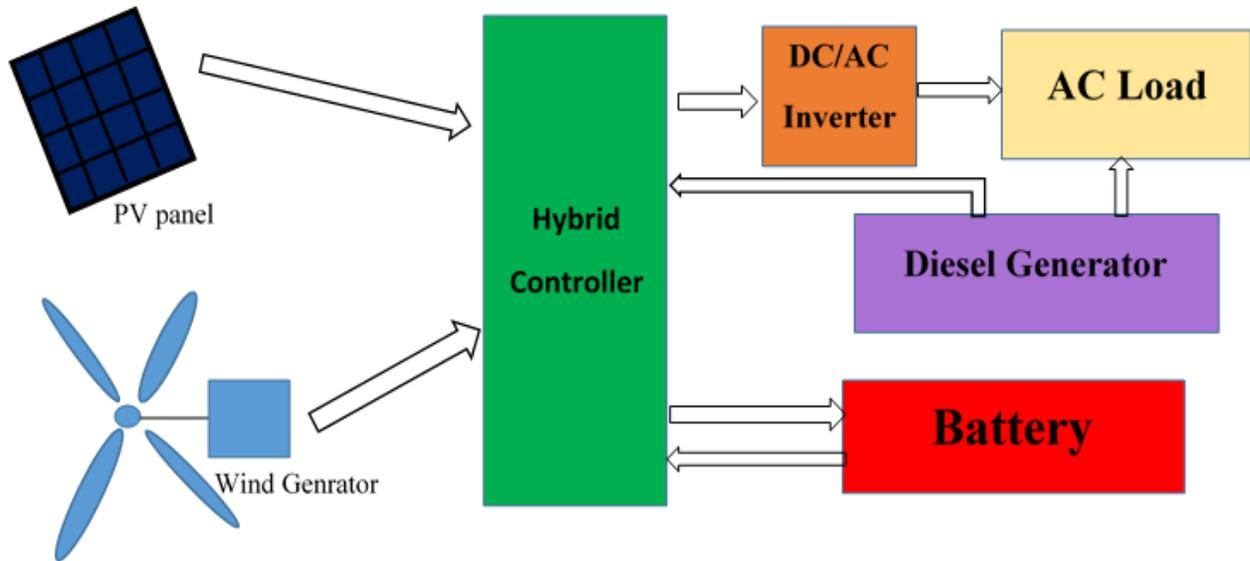 PV panel
Wind Genrator
Hybrid
Controller
DC/AC
Inverter
AC Load
Diesel Generator
Battery